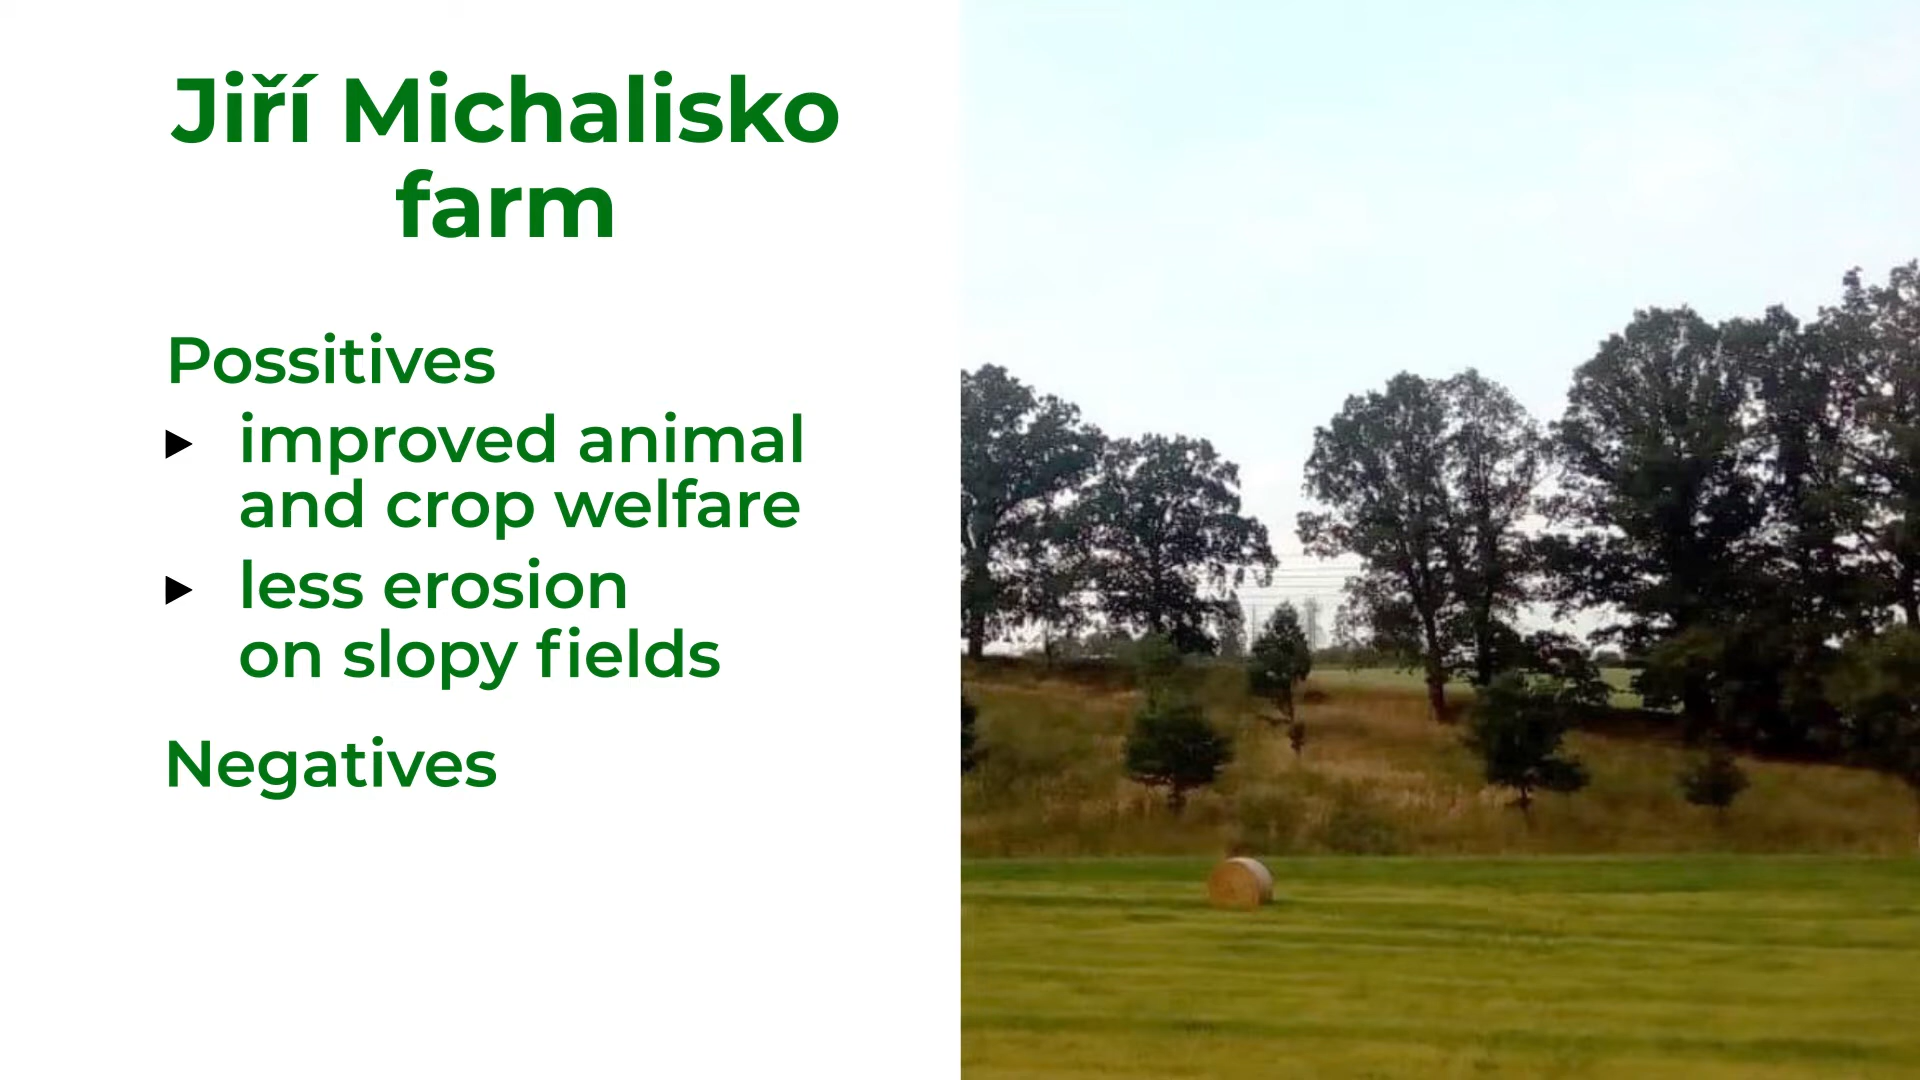 Jiří Michalisko
farm
Possitives
► improved animal
and crop welfare
► less erosion
on slopy fields
Negatives